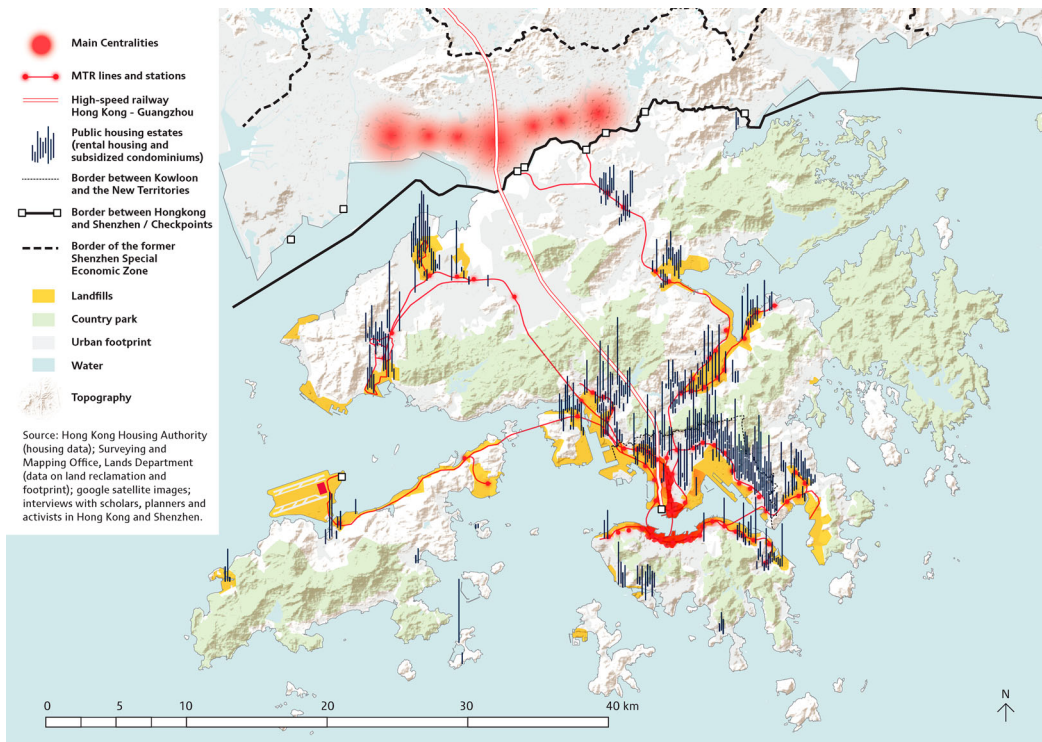 Main Centralities
MTR lines and stations
High-speed railway
Hong Kong - Guangzhou
Public housing estates
(rental housing and
subsidized condominiums)
Border between Kowloon
and the New Territories
Border between Hongkong
and Shenzhen / Checkpoints
Border of the former
Shenzhen Special
Economic Zone
Landfills
Country park
Urban footprint
Water
Topography
Source: Hong Kong Housing Authority
(housing data); Surveying and
Mapping Office, Lands Department
(data on land reclamation and
footprint); google satellite images;
interviews with scholars, planners and
activists in Hong Kong and Shenzhen.
0 5 10 20 30 40 km
N